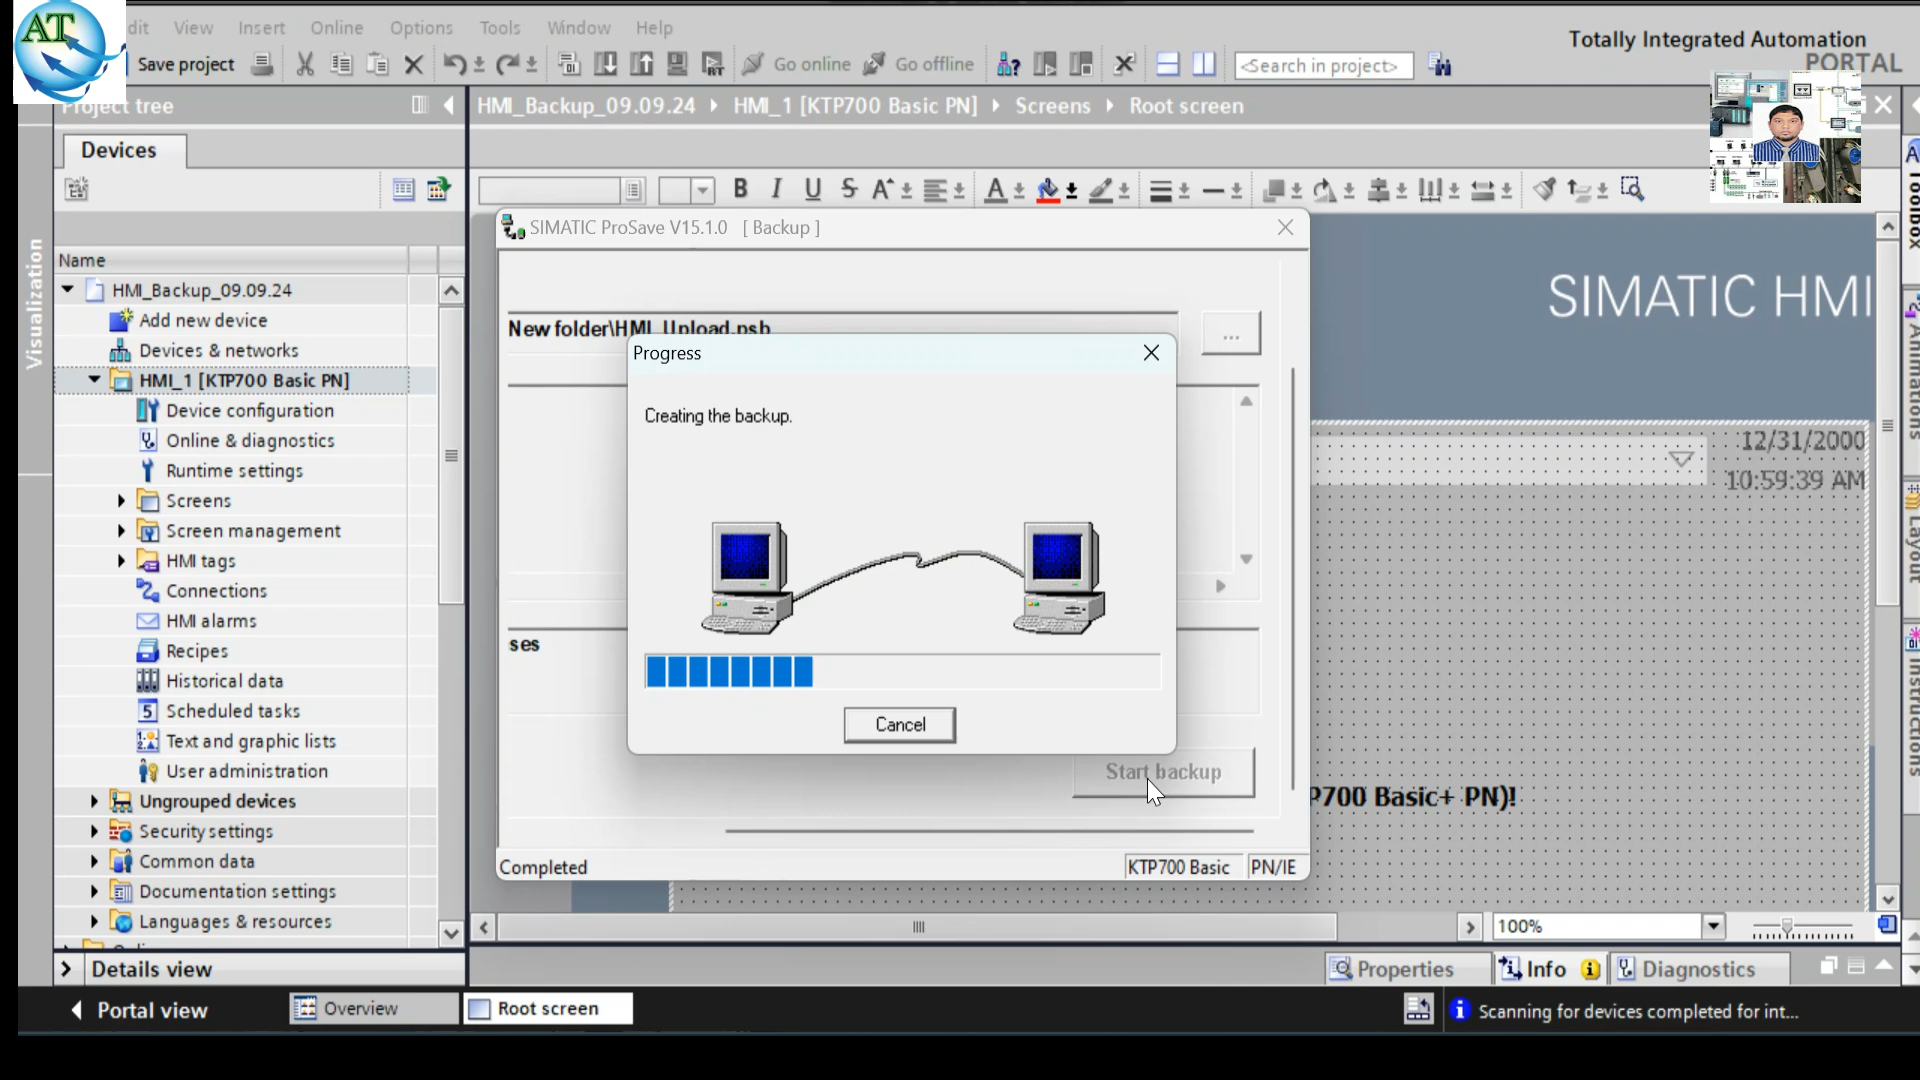 AT
dit View Insert Online Options Tools Window Help
Totally Integrated Automation
PORTAL
Save project
Go online
Go offline
<Search in project>
Project tree
HMI_Backup_09.09.24 HMI_1 [KTP700 Basic PN] Screens Root screen
Devices
Visualization
Name
HMI_Backup_09.09.24
Add new device
Devices & networks
HMI_1 [KTP700 Basic PN]
Device configuration
Online & diagnostics
Runtime settings
Screens
Screen management
HMI tags
Connections
HMI alarms
Recipes
Historical data
Scheduled tasks
Text and graphic lists
User administration
Ungrouped devices
Security settings
Common data
Documentation settings
Languages & resources
Details view
SIMATIC ProSave V15.1.0 [ Backup ]
New folder\HMI_Upload.psb
...
Progress
Creating the backup.
Cancel
ses
Start backup
Completed
KTP700 Basic
PN/IE
SIMATIC HMI
12/31/2000
10:59:39 AM
P700 Basic+ PN)!
Toolbox
Animations
Layout
Instructions
100%
Properties
Info
Diagnostics
Portal view
Overview
Root screen
Scanning for devices completed for int...